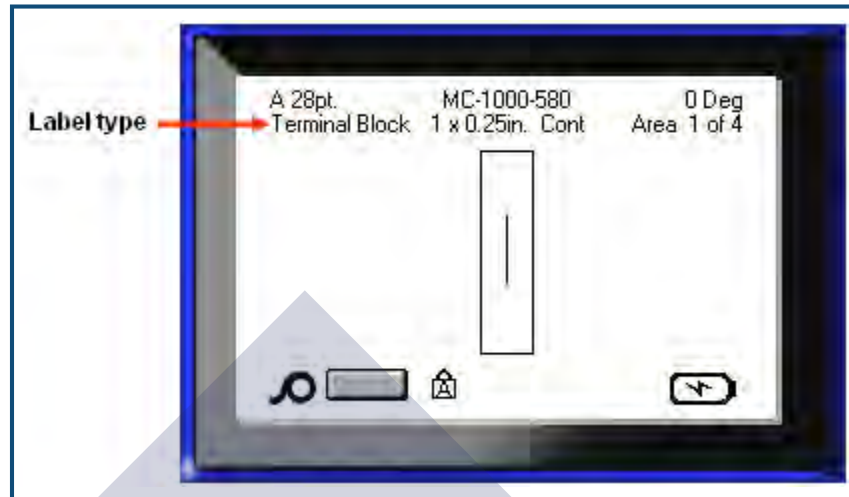 A 28pt. MC-1000-580 0 Deg
Label type Terminal Block 1 x 0.25in. Cont Area 1 of 4
A